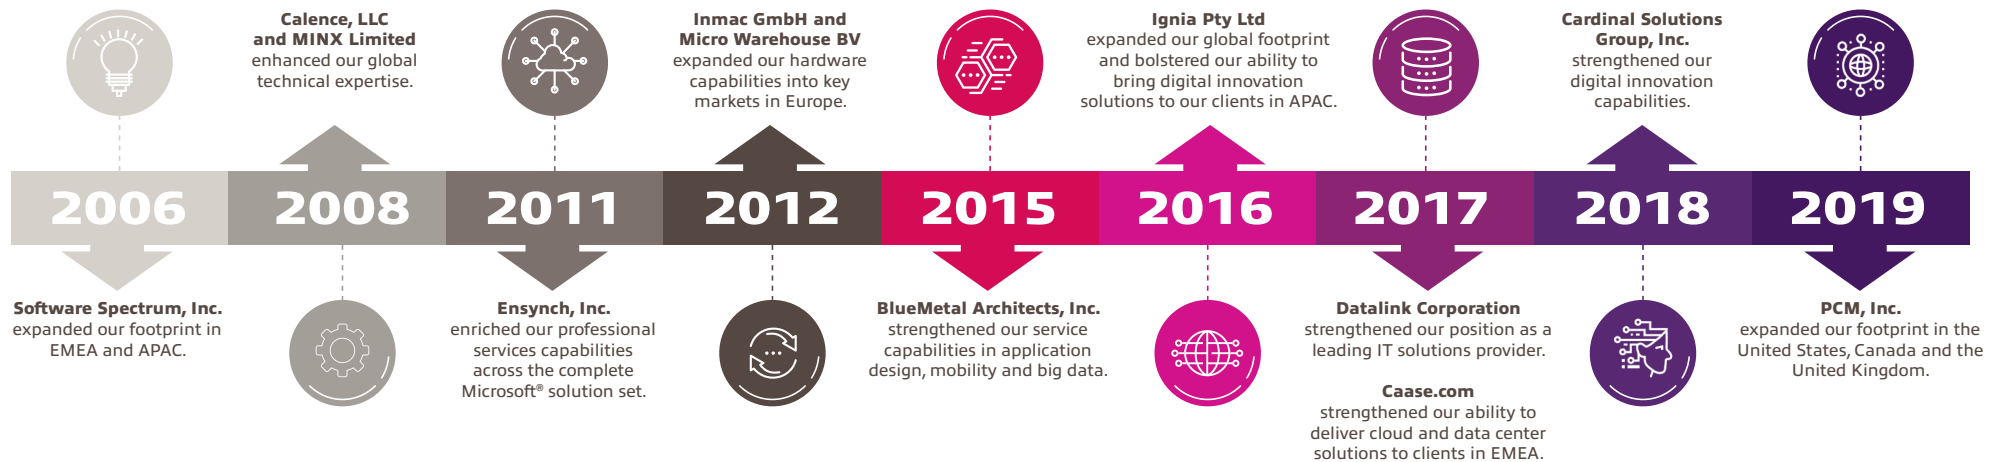 Calence, LLC
and MINX Limited
enhanced our global
technical expertise.
Inmac GmbH and
Micro Warehouse BV
expanded our hardware
capabilities into key
markets in Europe.
Ignia Pty Ltd
expanded our global footprint
and bolstered our ability to
bring digital innovation
solutions to our clients in APAC.
Cardinal Solutions
Group, Inc.
strengthened our
digital innovation
capabilities.
2006
2008
2011
2012
2015
2016
2017
2018
2019
Software Spectrum, Inc.
expanded our footprint in
EMEA and APAC.
Ensynch, Inc.
enriched our professional
services capabilities
across the complete
Microsoft® solution set.
BlueMetal Architects, Inc.
strengthened our service
capabilities in application
design, mobility and big data.
Datalink Corporation
strengthened our position as a
leading IT solutions provider.
Caase.com
strengthened our ability to
deliver cloud and data center
solutions to clients in EMEA.
PCM, Inc.
expanded our footprint in the
United States, Canada and the
United Kingdom.